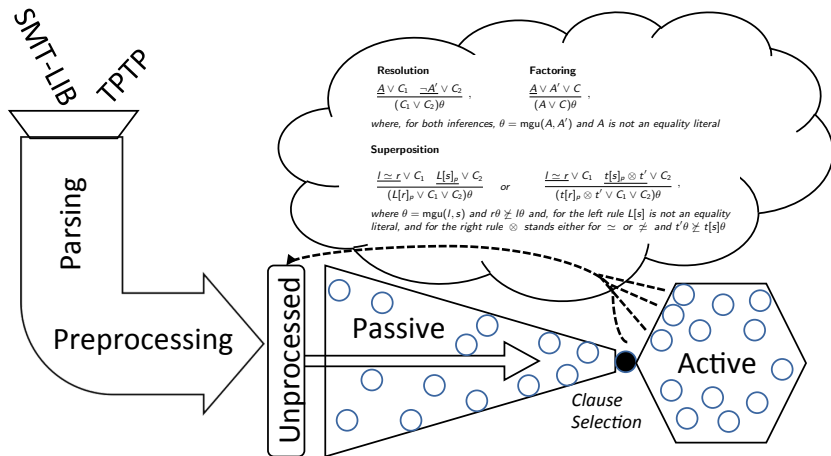 SMT-LIB
TPTP
Parsing
Preprocessing
Unprocessed
Passive
Clause
Selection
Active
Resolution
A ∨ C₁ ¬A′ ∨ C₂
(C₁ ∨ C₂)θ ,
Factoring
A ∨ A′ ∨ C
(A ∨ C)θ ,
where, for both inferences, θ = mgu(A, A′) and A is not an equality literal
Superposition
l ≃ r ∨ C₁ L[s]ₚ ∨ C₂
(L[r]ₚ ∨ C₁ ∨ C₂)θ
or
l ≃ r ∨ C₁ t[s]ₚ ⊗ t′ ∨ C₂
(t[r]ₚ ⊗ t′ ∨ C₁ ∨ C₂)θ ,
where θ = mgu(l, s) and rθ ⋡ lθ and, for the left rule L[s] is not an equality
literal, and for the right rule ⊗ stands either for ≃ or ≄ and t′θ ⋡ t[s]θ